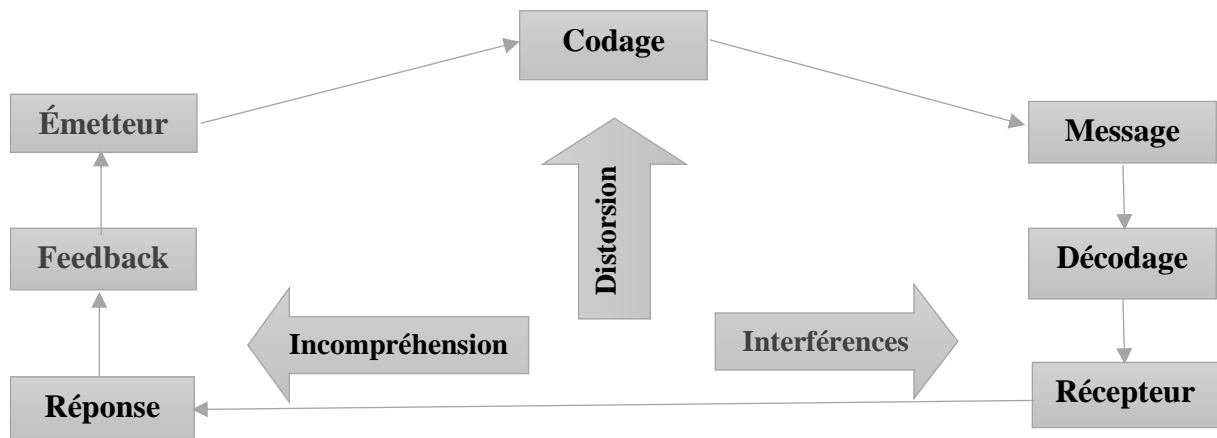 Codage
Émetteur
Message
Distorsion
Feedback
Décodage
Incompréhension
Interférences
Réponse
Récepteur